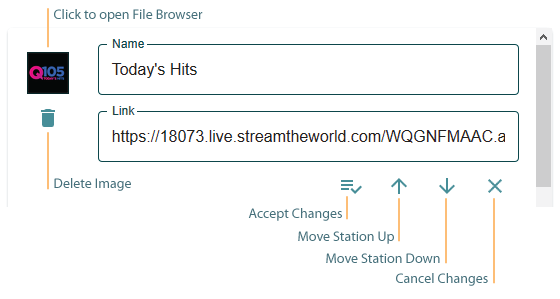 Click to open File Browser
Name
Q105
Today's Hits
Link
https://18073.live.streamtheworld.com/WQGNFMAAC.a
Delete Image
Accept Changes
Move Station Up
Move Station Down
Cancel Changes